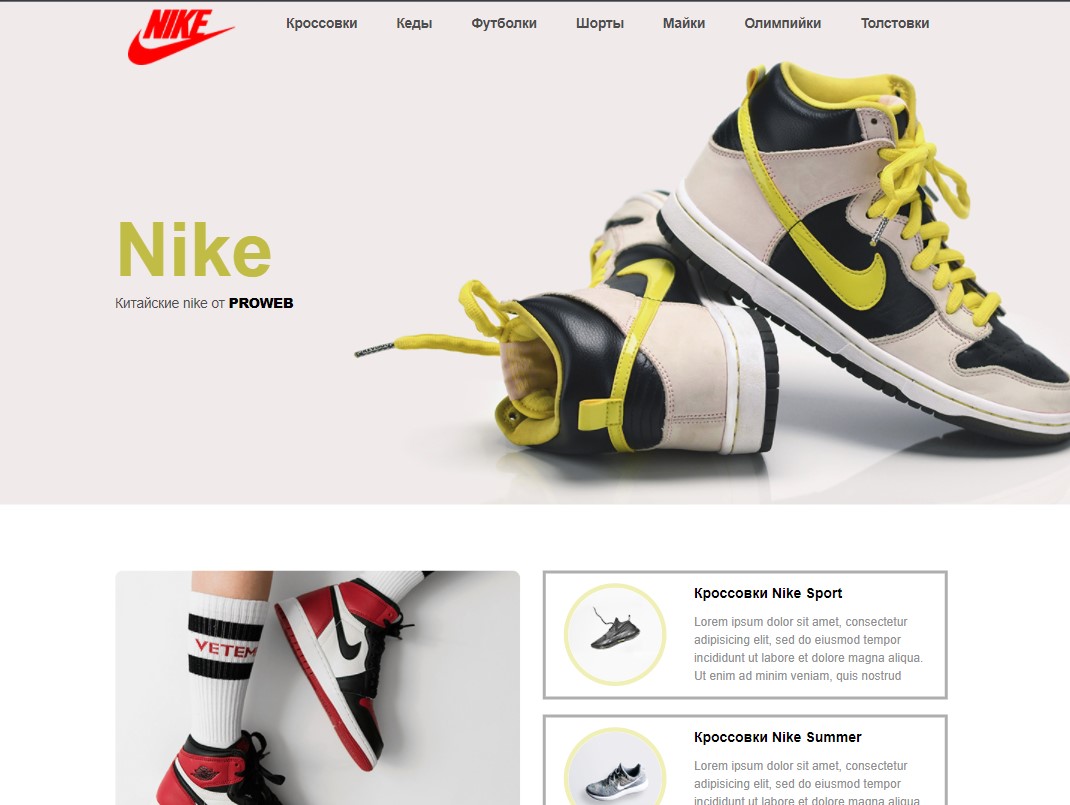 NIKE
Кроссовки Кеды Футболки Шорты Майки Олимпийки Толстовки
Nike
Китайские nike от PROWEB
VETEM
Кроссовки Nike Sport
Lorem ipsum dolor sit amet, consectetur
adipisicing elit, sed do eiusmod tempor
incididunt ut labore et dolore magna aliqua.
Ut enim ad minim veniam, quis nostrud
Кроссовки Nike Summer
Lorem ipsum dolor sit amet, consectetur
adipisicing elit, sed do eiusmod tempor
incididunt ut labore et dolore magna aliqua.